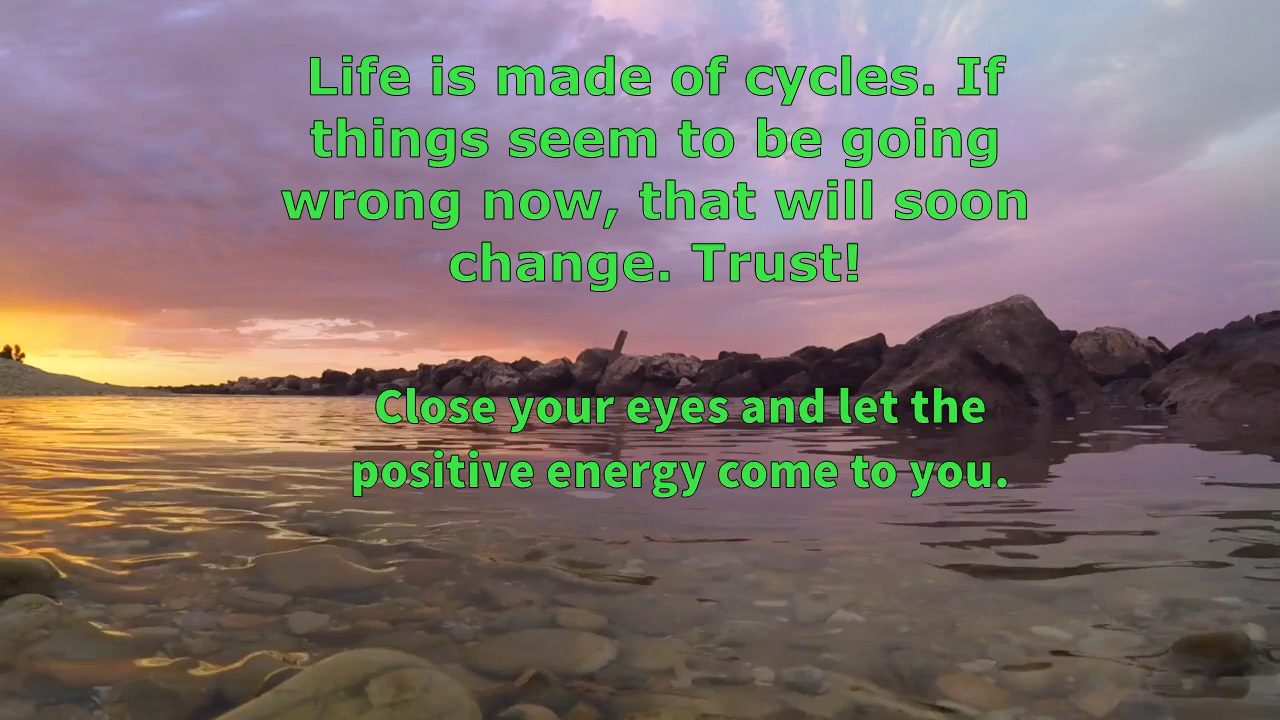 Life is made of cycles. If
things seem to be going
wrong now, that will soon
change. Trust!
Close your eyes and let the
positive energy come to you.